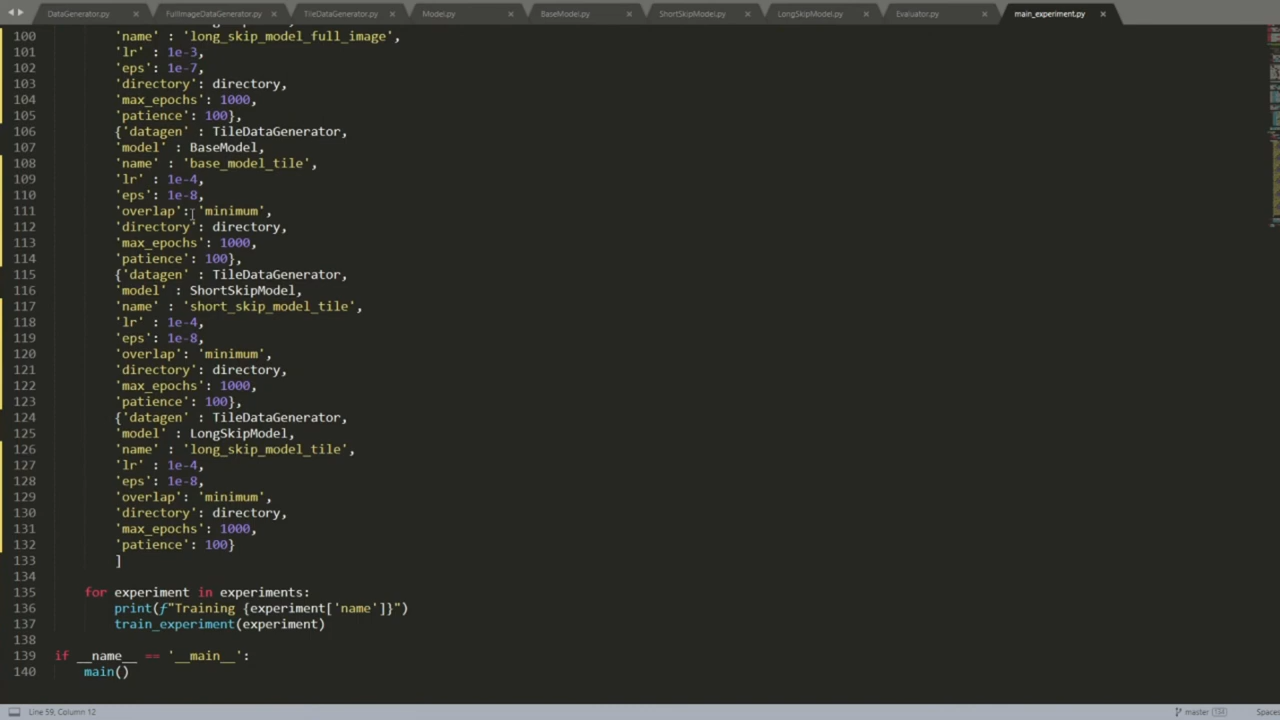 DataGenerator.py FullImageDataGenerator.py TileDataGenerator.py Model.py BaseModel.py ShortSkipModel.py LongSkipModel.py Evaluator.py main_experiment.py
100 'name' : 'long_skip_model_full_image',
101 'lr' : 1e-3,
102 'eps': 1e-7,
103 'directory': directory,
104 'max_epochs': 1000,
105 'patience': 100},
106 {'datagen' : TileDataGenerator,
107 'model' : BaseModel,
108 'name' : 'base_model_tile',
109 'lr' : 1e-4,
110 'eps': 1e-8,
111 'overlap': 'minimum',
112 'directory': directory,
113 'max_epochs': 1000,
114 'patience': 100},
115 {'datagen' : TileDataGenerator,
116 'model' : ShortSkipModel,
117 'name' : 'short_skip_model_tile',
118 'lr' : 1e-4,
119 'eps': 1e-8,
120 'overlap': 'minimum',
121 'directory': directory,
122 'max_epochs': 1000,
123 'patience': 100},
124 {'datagen' : TileDataGenerator,
125 'model' : LongSkipModel,
126 'name' : 'long_skip_model_tile',
127 'lr' : 1e-4,
128 'eps': 1e-8,
129 'overlap': 'minimum',
130 'directory': directory,
131 'max_epochs': 1000,
132 'patience': 100}
133 ]
134
135 for experiment in experiments:
136 print(f"Training {experiment['name']}")
137 train_experiment(experiment)
138
139 if __name__ == '__main__':
140 main()
Line 59, Column 12 master 134 Spaces